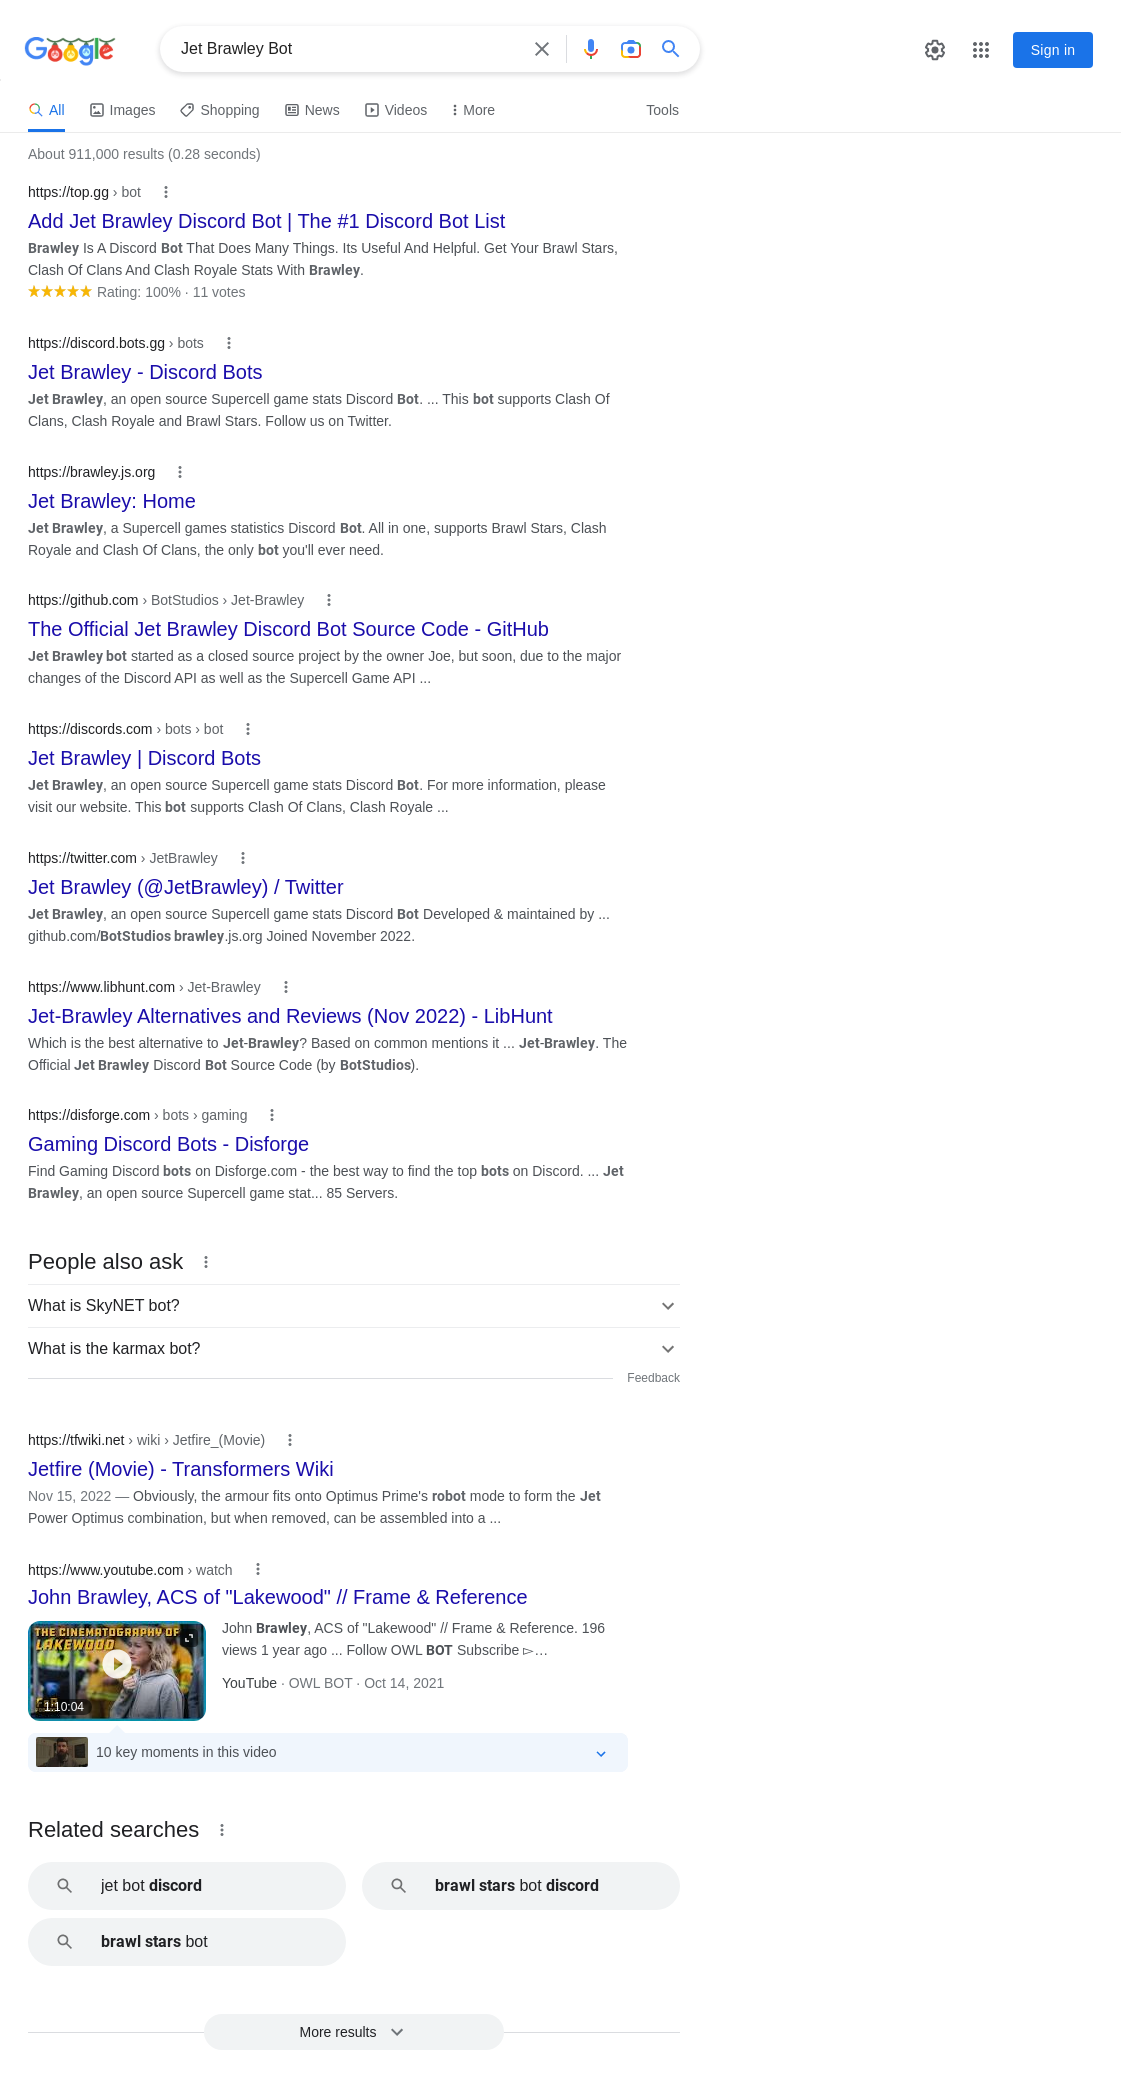 Google
Jet Brawley Bot
Sign in
All Images Shopping News Videos More Tools
About 911,000 results (0.28 seconds)
https://top.gg › bot
Add Jet Brawley Discord Bot | The #1 Discord Bot List
Brawley Is A Discord Bot That Does Many Things. Its Useful And Helpful. Get Your Brawl Stars,
Clash Of Clans And Clash Royale Stats With Brawley.
Rating: 100% · 11 votes
https://discord.bots.gg › bots
Jet Brawley - Discord Bots
Jet Brawley, an open source Supercell game stats Discord Bot. ... This bot supports Clash Of
Clans, Clash Royale and Brawl Stars. Follow us on Twitter.
https://brawley.js.org
Jet Brawley: Home
Jet Brawley, a Supercell games statistics Discord Bot. All in one, supports Brawl Stars, Clash
Royale and Clash Of Clans, the only bot you'll ever need.
https://github.com › BotStudios › Jet-Brawley
The Official Jet Brawley Discord Bot Source Code - GitHub
Jet Brawley bot started as a closed source project by the owner Joe, but soon, due to the major
changes of the Discord API as well as the Supercell Game API ...
https://discords.com › bots › bot
Jet Brawley | Discord Bots
Jet Brawley, an open source Supercell game stats Discord Bot. For more information, please
visit our website. This bot supports Clash Of Clans, Clash Royale ...
https://twitter.com › JetBrawley
Jet Brawley (@JetBrawley) / Twitter
Jet Brawley, an open source Supercell game stats Discord Bot Developed & maintained by ...
github.com/BotStudios brawley.js.org Joined November 2022.
https://www.libhunt.com › Jet-Brawley
Jet-Brawley Alternatives and Reviews (Nov 2022) - LibHunt
Which is the best alternative to Jet-Brawley? Based on common mentions it ... Jet-Brawley. The
Official Jet Brawley Discord Bot Source Code (by BotStudios).
https://disforge.com › bots › gaming
Gaming Discord Bots - Disforge
Find Gaming Discord bots on Disforge.com - the best way to find the top bots on Discord. ... Jet
Brawley, an open source Supercell game stat... 85 Servers.
People also ask
What is SkyNET bot?
What is the karmax bot?
Feedback
https://tfwiki.net › wiki › Jetfire_(Movie)
Jetfire (Movie) - Transformers Wiki
Nov 15, 2022 — Obviously, the armour fits onto Optimus Prime's robot mode to form the Jet
Power Optimus combination, but when removed, can be assembled into a ...
https://www.youtube.com › watch
John Brawley, ACS of "Lakewood" // Frame & Reference
THE CINEMATOGRAPHY OF
LAKEWOOD
1:10:04
John Brawley, ACS of "Lakewood" // Frame & Reference. 196
views 1 year ago ... Follow OWL BOT Subscribe ▻...
YouTube · OWL BOT · Oct 14, 2021
10 key moments in this video
Related searches
jet bot discord
brawl stars bot discord
brawl stars bot
More results